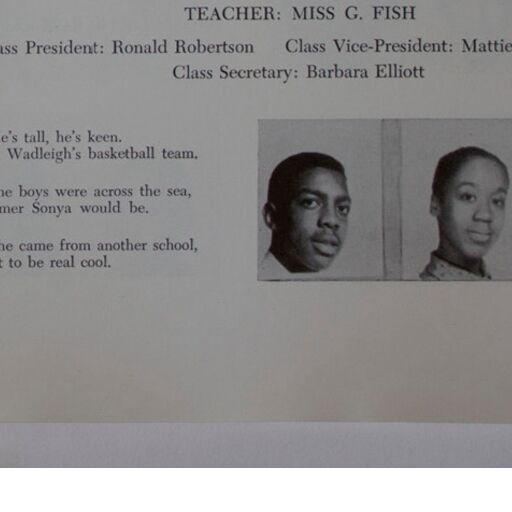 TEACHER: MISS G. FISH
ass President: Ronald Robertson Class Vice-President: Mattie
Class Secretary: Barbara Elliott
e's tall, he's keen.
Wadleigh's basketball team.
he boys were across the sea,
mer Sonya would be.
he came from another school,
t to be real cool.